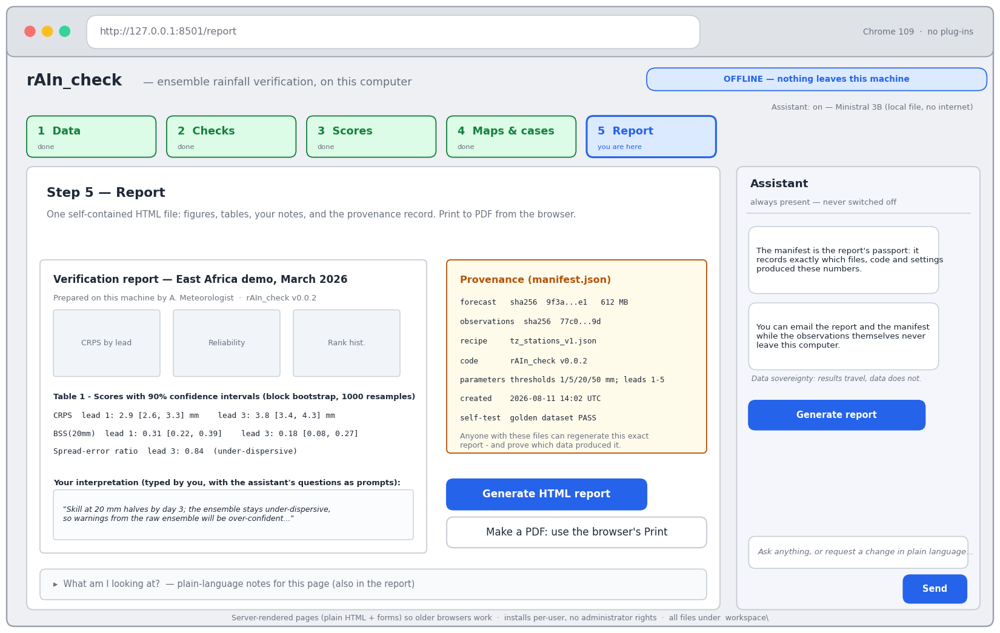 http://127.0.0.1:8501/report
Chrome 109 · no plug-ins
rAIn_check — ensemble rainfall verification, on this computer
OFFLINE — nothing leaves this machine
Assistant: on — Ministral 3B (local file, no internet)
1 Data
done
2 Checks
done
3 Scores
done
4 Maps & cases
done
5 Report
you are here
Step 5 — Report
One self-contained HTML file: figures, tables, your notes, and the provenance record. Print to PDF from the browser.
Verification report — East Africa demo, March 2026
Prepared on this machine by A. Meteorologist · rAIn_check v0.0.2
CRPS by lead
Reliability
Rank hist.
Table 1 - Scores with 90% confidence intervals (block bootstrap, 1000 resamples)
CRPS lead 1: 2.9 [2.6, 3.3] mm lead 3: 3.8 [3.4, 4.3] mm
BSS(20mm) lead 1: 0.31 [0.22, 0.39] lead 3: 0.18 [0.08, 0.27]
Spread-error ratio lead 3: 0.84 (under-dispersive)
Your interpretation (typed by you, with the assistant's questions as prompts):
"Skill at 20 mm halves by day 3; the ensemble stays under-dispersive,
so warnings from the raw ensemble will be over-confident..."
Provenance (manifest.json)
forecast sha256 9f3a...e1 612 MB
observations sha256 77c0...9d
recipe tz_stations_v1.json
code rAIn_check v0.0.2
parameters thresholds 1/5/20/50 mm; leads 1-5
created 2026-08-11 14:02 UTC
self-test golden dataset PASS
Anyone with these files can regenerate this exact
report - and prove which data produced it.
Generate HTML report
Make a PDF: use the browser's Print
▸ What am I looking at? — plain-language notes for this page (also in the report)
Assistant
always present — never switched off
The manifest is the report's passport: it
records exactly which files, code and settings
produced these numbers.
You can email the report and the manifest
while the observations themselves never
leave this computer.
Data sovereignty: results travel, data does not.
Generate report
Ask anything, or request a change in plain language...
Send
Server-rendered pages (plain HTML + forms) so older browsers work · installs per-user, no administrator rights · all files under workspace\